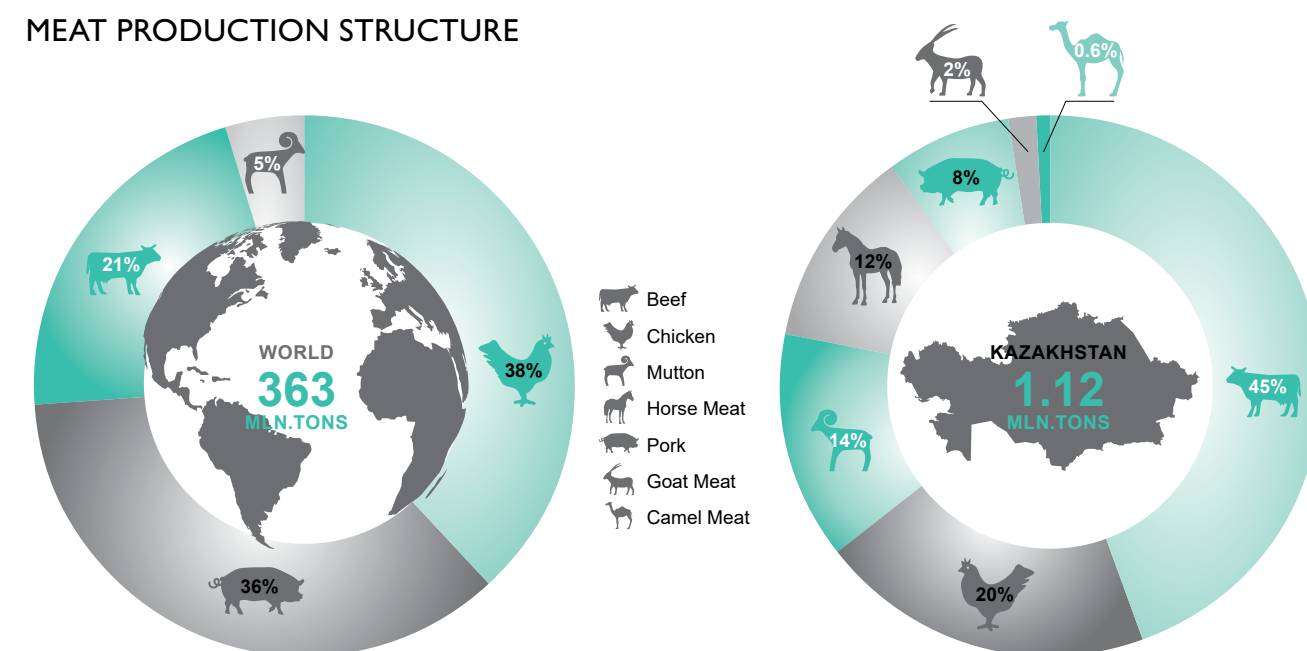 MEAT PRODUCTION STRUCTURE
5%
21%
38%
36%
WORLD
363
MLN.TONS
Beef
Chicken
Mutton
Horse Meat
Pork
Goat Meat
Camel Meat
2%
0.6%
8%
12%
14%
20%
45%
KAZAKHSTAN
1.12
MLN.TONS